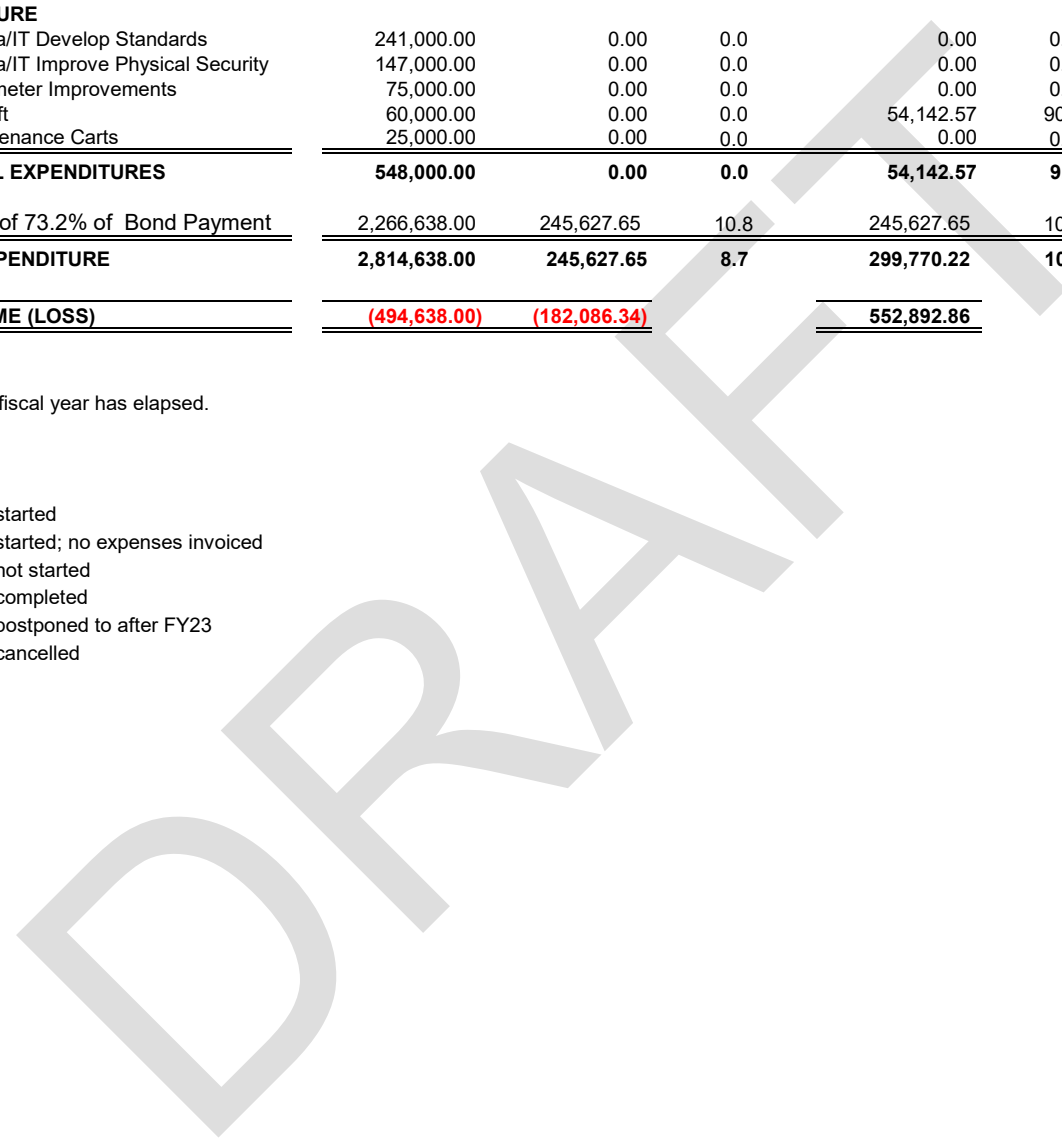 URE
a/IT Develop Standards 241,000.00 0.00 0.0 0.00 0
a/IT Improve Physical Security 147,000.00 0.00 0.0 0.00 0
neter Improvements 75,000.00 0.00 0.0 0.00 0
ft 60,000.00 0.00 0.0 54,142.57 90
enance Carts 25,000.00 0.00 0.0 0.00 0
L EXPENDITURES 548,000.00 0.00 0.0 54,142.57 9
of 73.2% of Bond Payment 2,266,638.00 245,627.65 10.8 245,627.65 10
PENDITURE 2,814,638.00 245,627.65 8.7 299,770.22 10
ME (LOSS) (494,638.00) (182,086.34) 552,892.86
fiscal year has elapsed.
started
started; no expenses invoiced
not started
completed
postponed to after FY23
cancelled
DRAFT